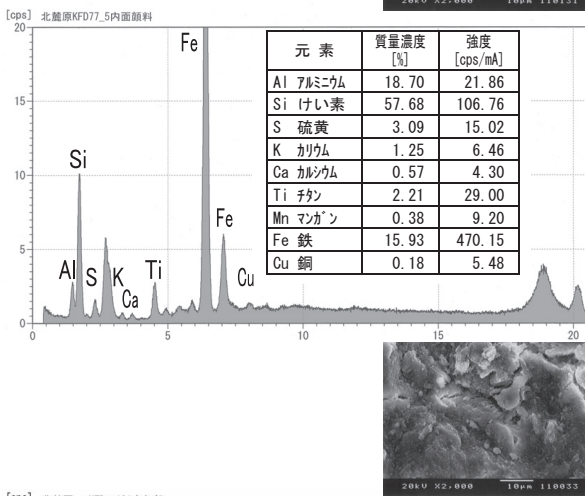 20kV X2,000 10μm 110131
[cps] 北麓原KFD77_5内面顔料
元素 質量濃度[%] 強度[cps/mA]
Al アルミニウム 18.70 21.86
Si けい素 57.68 106.76
S 硫黄 3.09 15.02
K カリウム 1.25 6.46
Ca カルシウム 0.57 4.30
Ti チタン 2.21 29.00
Mn マンガン 0.38 9.20
Fe 鉄 15.93 470.15
Cu 銅 0.18 5.48
20
15
10
5
0
Fe
Si
Al
S
K
Ca
Ti
Fe
Cu
0 5 10 15 20
20kV X2,000 10μm 110033